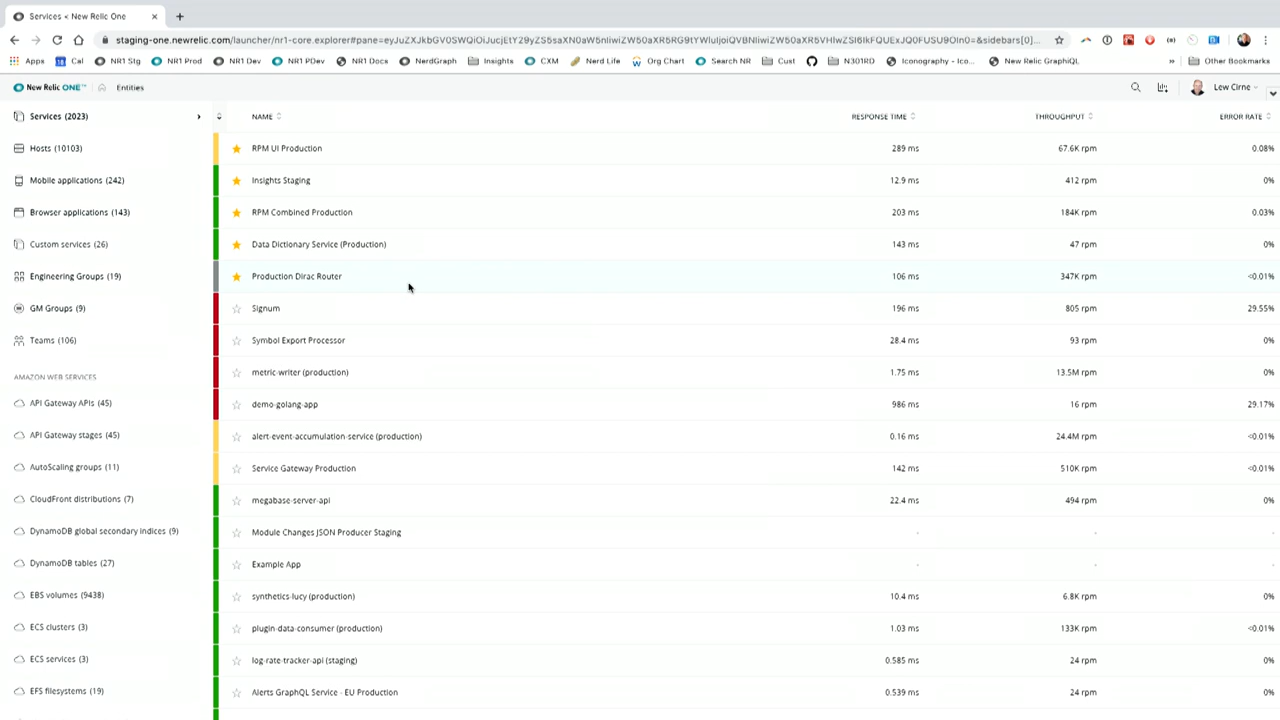 Services < New Relic One
staging-one.newrelic.com/launcher/nr1-core.explorer#pane=
Apps Cal NR1 Stg NR1 Prod NR1 Dev NR1 PDev NR1 Docs NerdGraph Insights CXM Nerd Life Org Chart Search NR Cust N301RD Iconography - Ico... New Relic GraphiQL » Other Bookmarks
New Relic ONE™ Entities Lew Cirne
Services (2023)
Hosts (10103)
Mobile applications (242)
Browser applications (143)
Custom services (26)
Engineering Groups (19)
GM Groups (9)
Teams (106)
AMAZON WEB SERVICES
API Gateway APIs (45)
API Gateway stages (45)
AutoScaling groups (11)
CloudFront distributions (7)
DynamoDB global secondary indices (9)
DynamoDB tables (27)
EBS volumes (9438)
ECS clusters (3)
ECS services (3)
EFS filesystems (19)
NAME RESPONSE TIME THROUGHPUT ERROR RATE
RPM UI Production 289 ms 67.6K rpm 0.08%
Insights Staging 12.9 ms 412 rpm 0%
RPM Combined Production 203 ms 184K rpm 0.03%
Data Dictionary Service (Production) 143 ms 47 rpm 0%
Production Dirac Router 106 ms 347K rpm <0.01%
Signum 196 ms 805 rpm 29.55%
Symbol Export Processor 28.4 ms 93 rpm 0%
metric-writer (production) 1.75 ms 13.5M rpm 0%
demo-golang-app 986 ms 16 rpm 29.17%
alert-event-accumulation-service (production) 0.16 ms 24.4M rpm <0.01%
Service Gateway Production 142 ms 510K rpm <0.01%
megabase-server-api 22.4 ms 494 rpm 0%
Module Changes JSON Producer Staging - - -
Example App - - -
synthetics-lucy (production) 10.4 ms 6.8K rpm 0%
plugin-data-consumer (production) 1.03 ms 133K rpm <0.01%
log-rate-tracker-api (staging) 0.585 ms 24 rpm 0%
Alerts GraphQL Service - EU Production 0.539 ms 24 rpm 0%